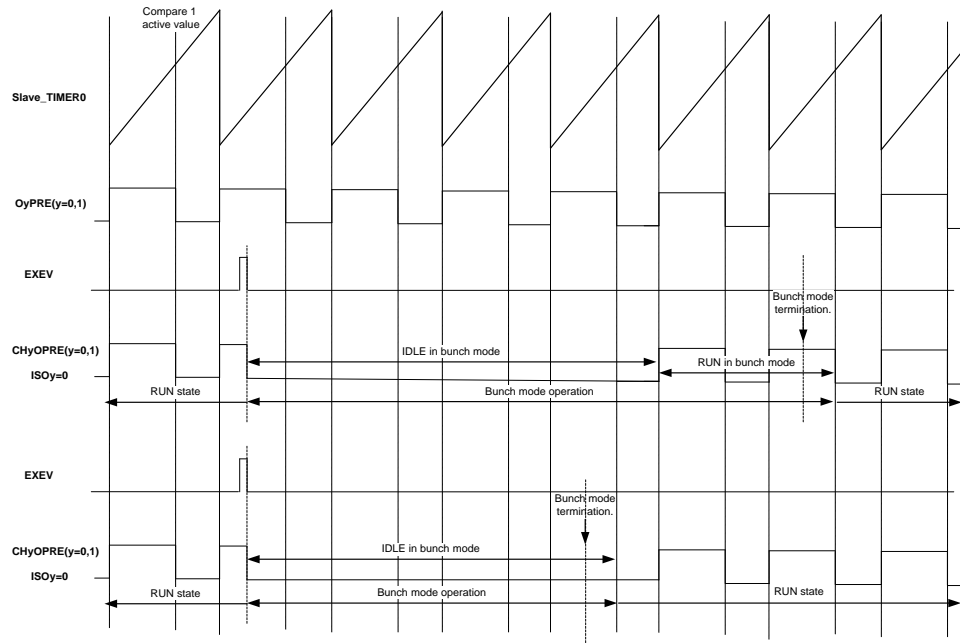 Compare 1
active value
Slave_TIMER0
OyPRE(y=0,1)
EXEV
Bunch mode
termination.
CHyOPRE(y=0,1)
IDLE in bunch mode
RUN in bunch mode
ISOy=0
RUN state
Bunch mode operation
RUN state
EXEV
Bunch mode
termination.
CHyOPRE(y=0,1)
IDLE in bunch mode
ISOy=0
RUN state
Bunch mode operation
RUN state